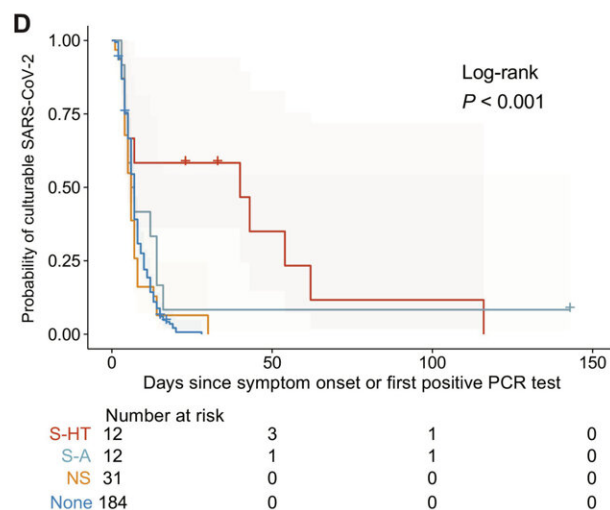 D
1.00
0.75
0.50
0.25
0.00
Probability of culturable SARS-CoV-2
Log-rank
P < 0.001
0 50 100 150
Days since symptom onset or first positive PCR test
Number at risk
S-HT 12 3 1 0
S-A 12 1 1 0
NS 31 0 0 0
None 184 0 0 0